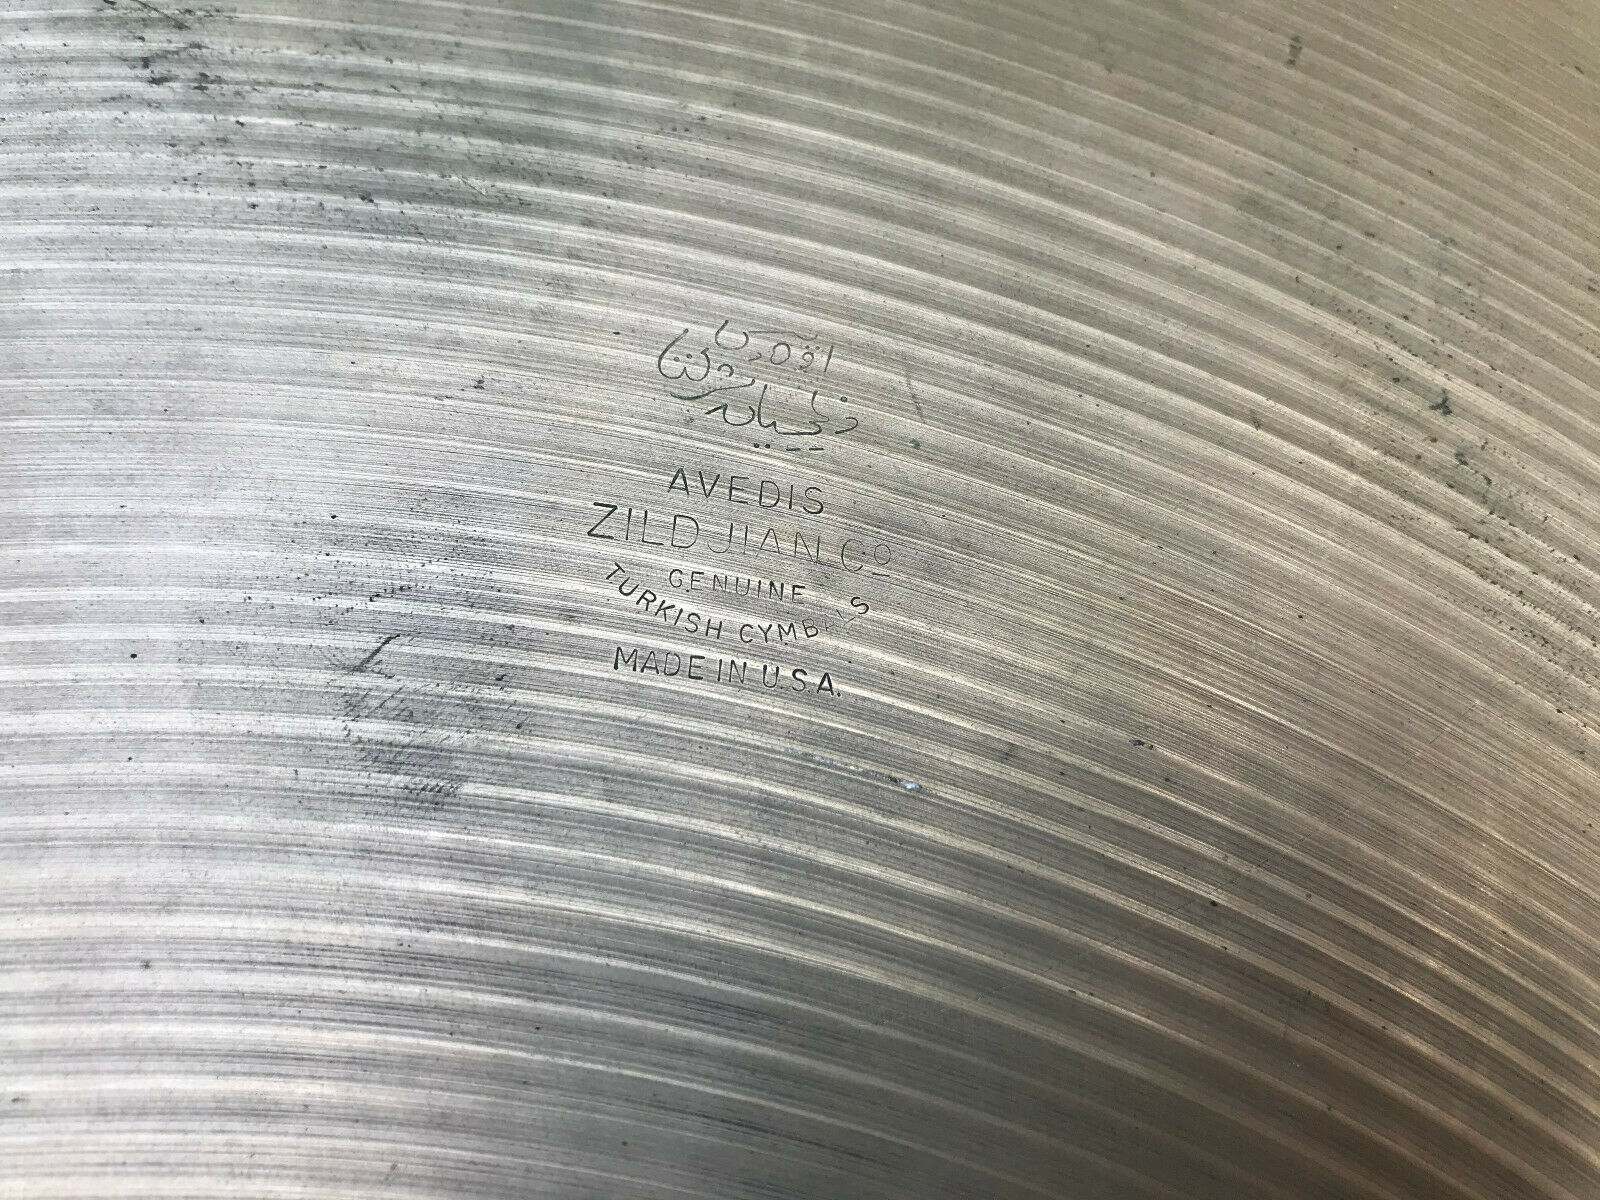 AVEDIS
ZILDJIAN CO
GENUINE
TURKISH CYMBALS
MADE IN U.S.A.